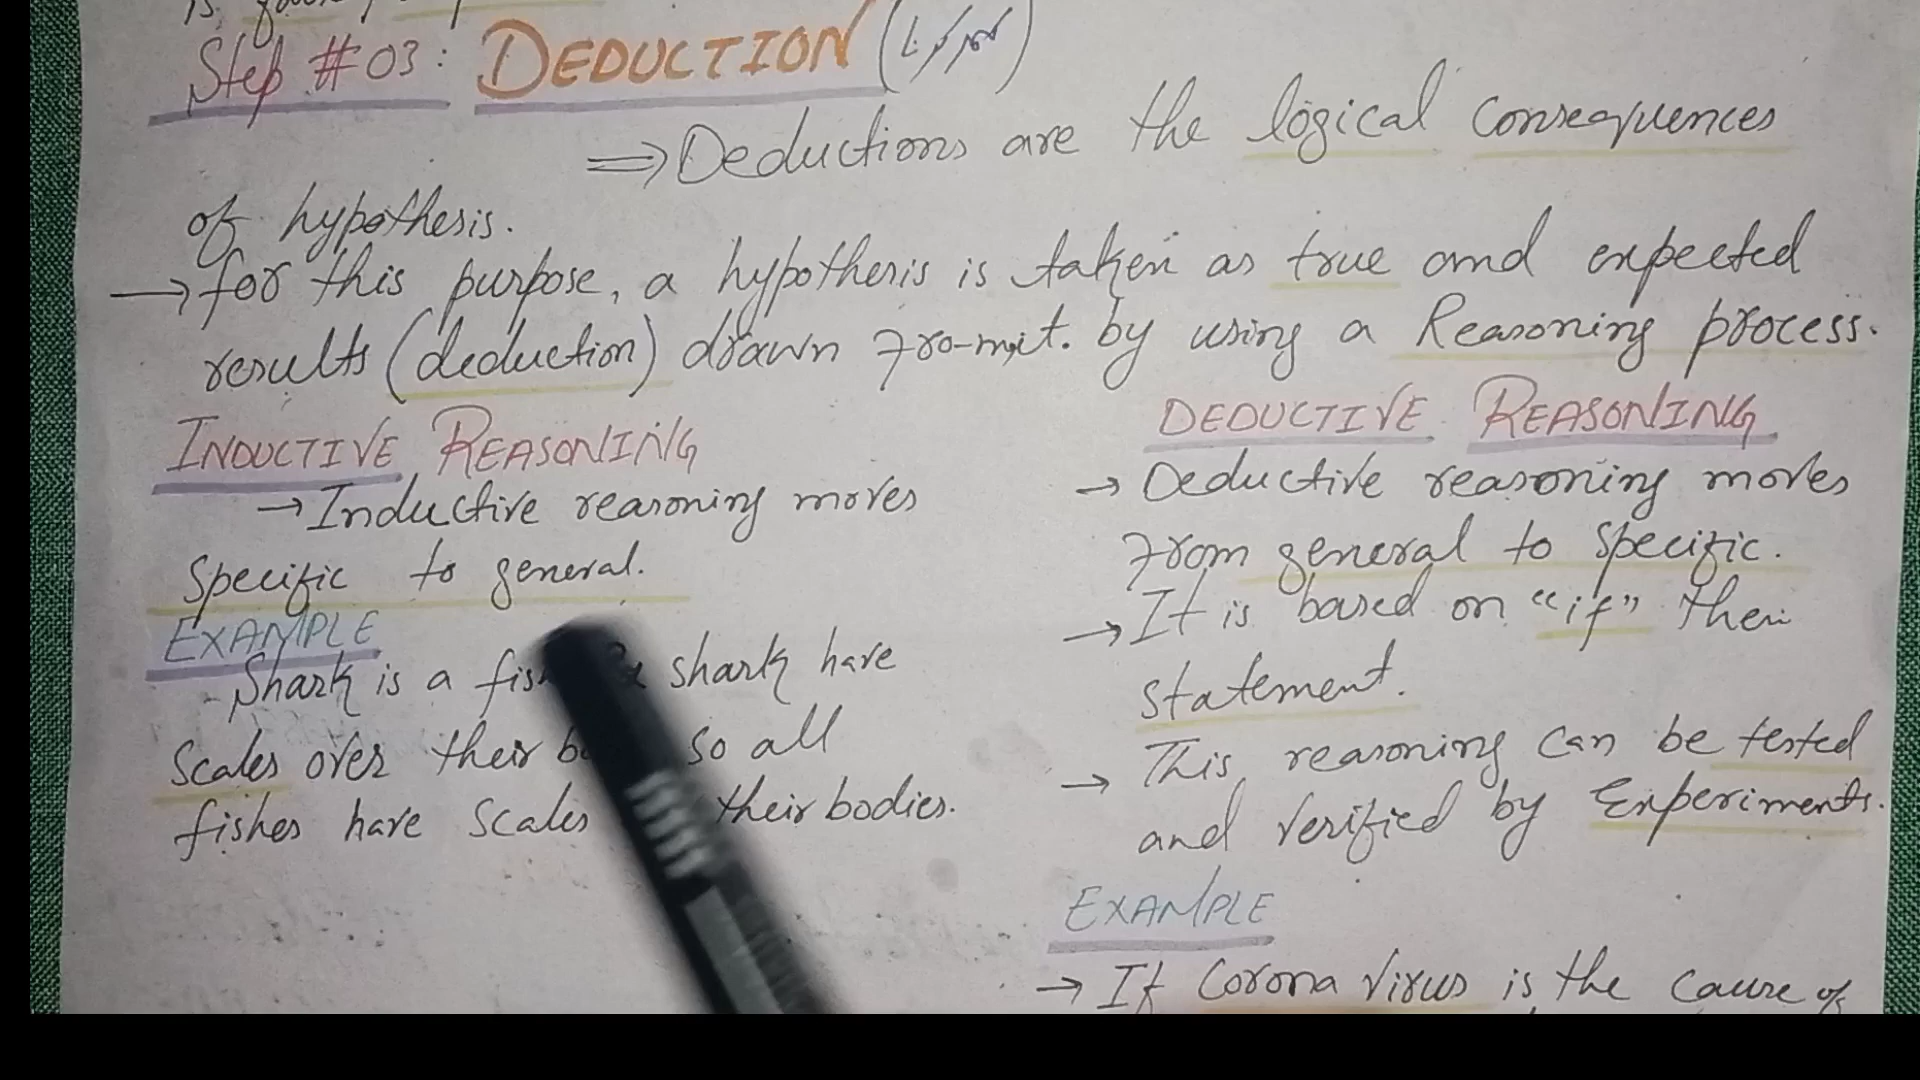 Step #03: DEDUCTION
⇒ Deductions are the logical consequences
of hypothesis.
→ for this purpose, a hypothesis is taken as true and expected
results (deduction) drawn fro-m it. by using a Reasoning process.
INDUCTIVE REASONING
→ Inductive reasoning moves
Specific to general.
EXAMPLE
- Shark is a fish & shark have
Scales over their so all
fishes have Scales their bodies.
DEDUCTIVE REASONING
→ Deductive reasoning moves
From general to specific.
→ It is based on "if" then
statement.
→ This reasoning can be tested
and verified by Experiments.
EXAMPLE
→ If Corona Virus is the cause of